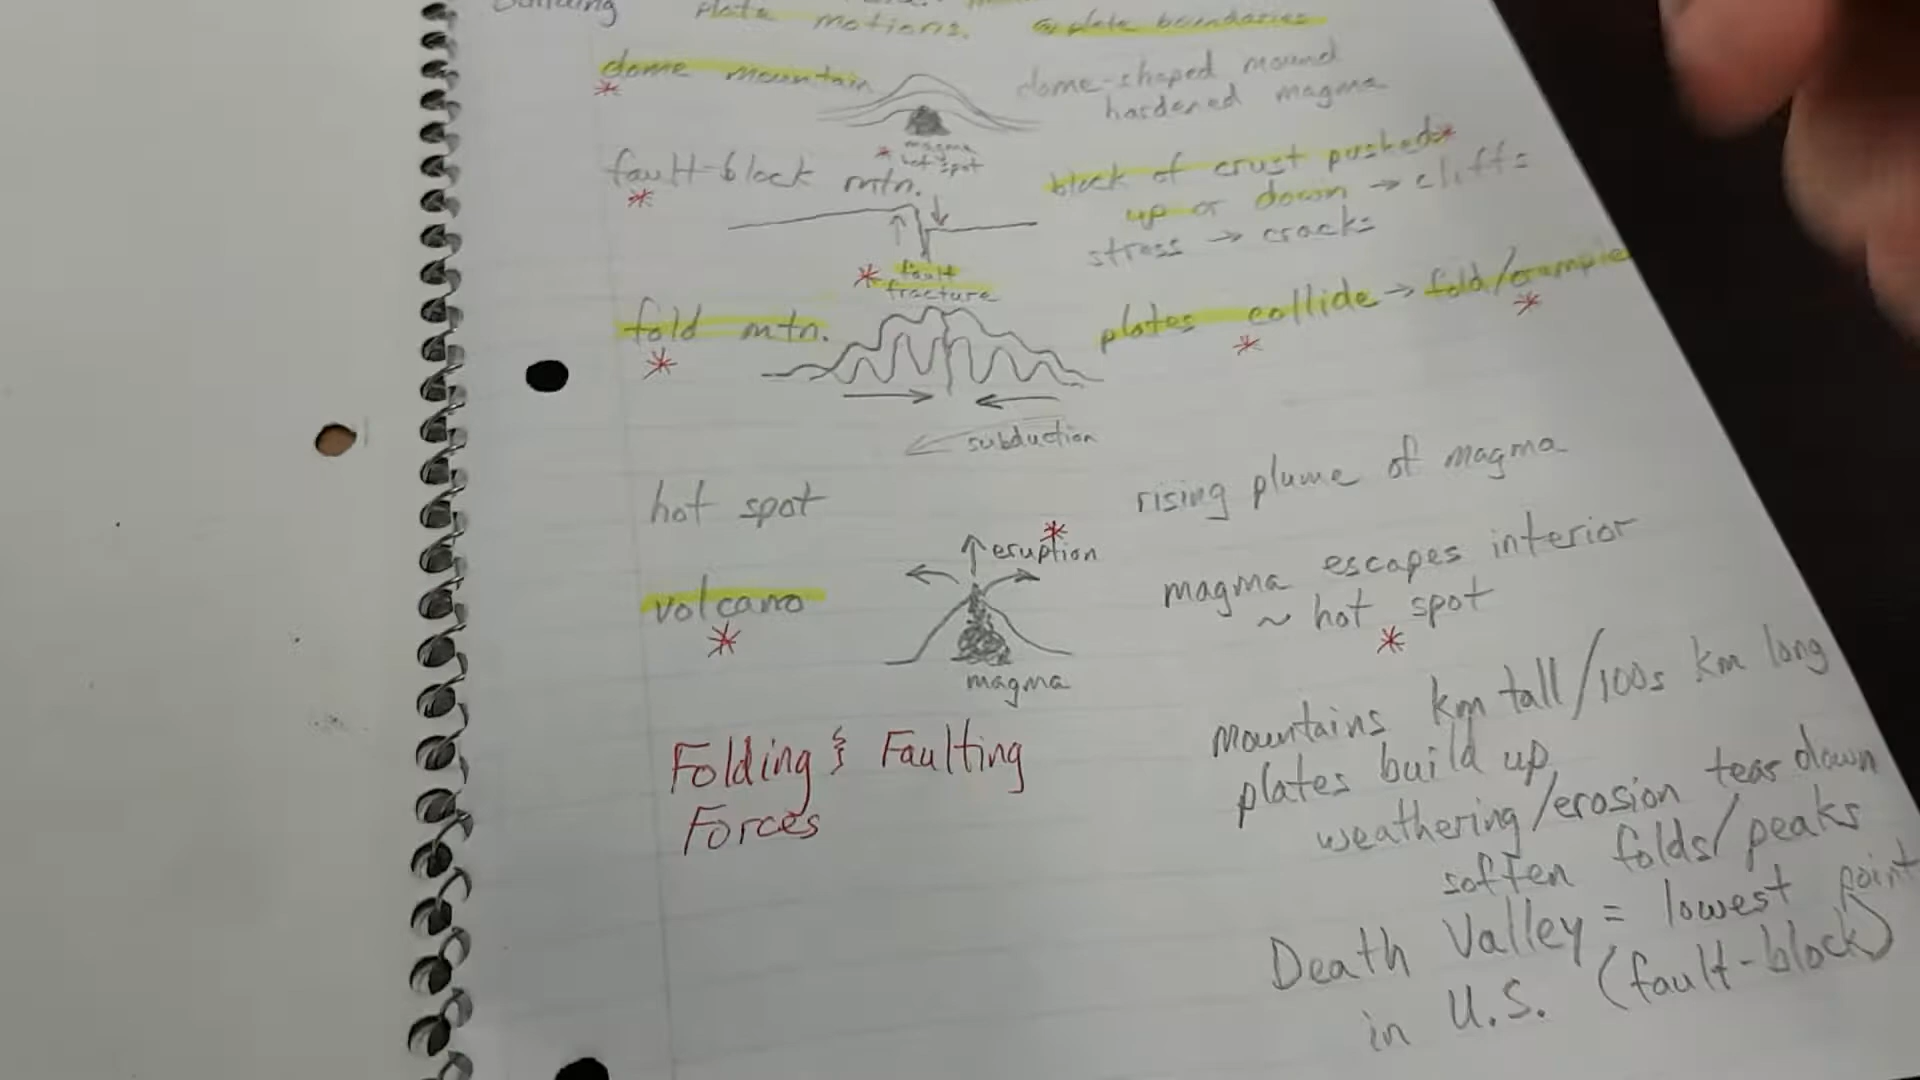 Building plate motions. @ plate boundaries
dome mountain
dome-shaped mound
hardened magma
magma
hot spot
fault-block mtn.
block of crust pushed
up or down → cliffs
stress → cracks
fault
fracture
fold mtn.
plates collide → fold/crumple
subduction
hot spot
rising plume of magma
eruption
volcano
magma escapes interior
~ hot spot
magma
Folding & Faulting
Forces
mountains km tall/100s km long
plates build up
weathering/erosion tear down
soften folds/peaks
Death Valley = lowest point
in U.S. (fault-block)